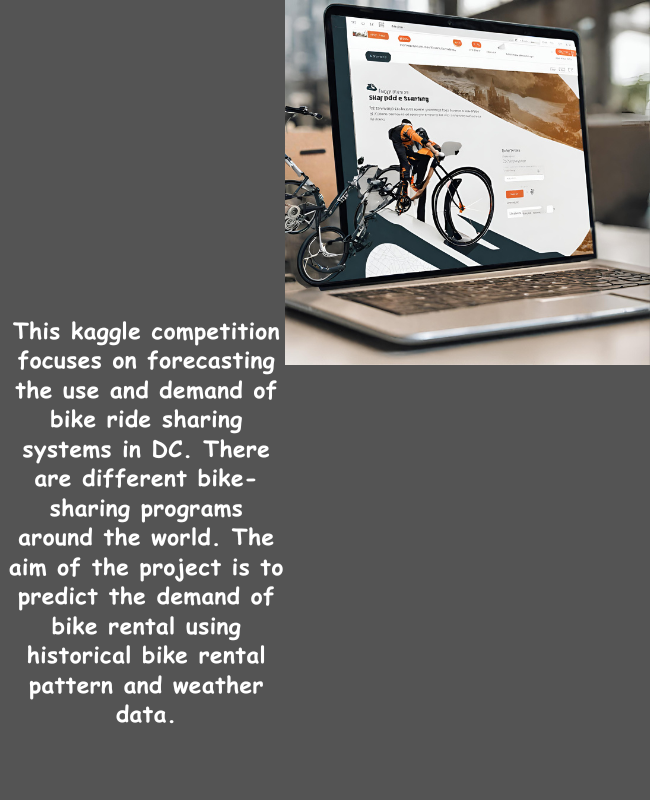 This kaggle competition
focuses on forecasting
the use and demand of
bike ride sharing
systems in DC. There
are different bike-
sharing programs
around the world. The
aim of the project is to
predict the demand of
bike rental using
historical bike rental
pattern and weather
data.